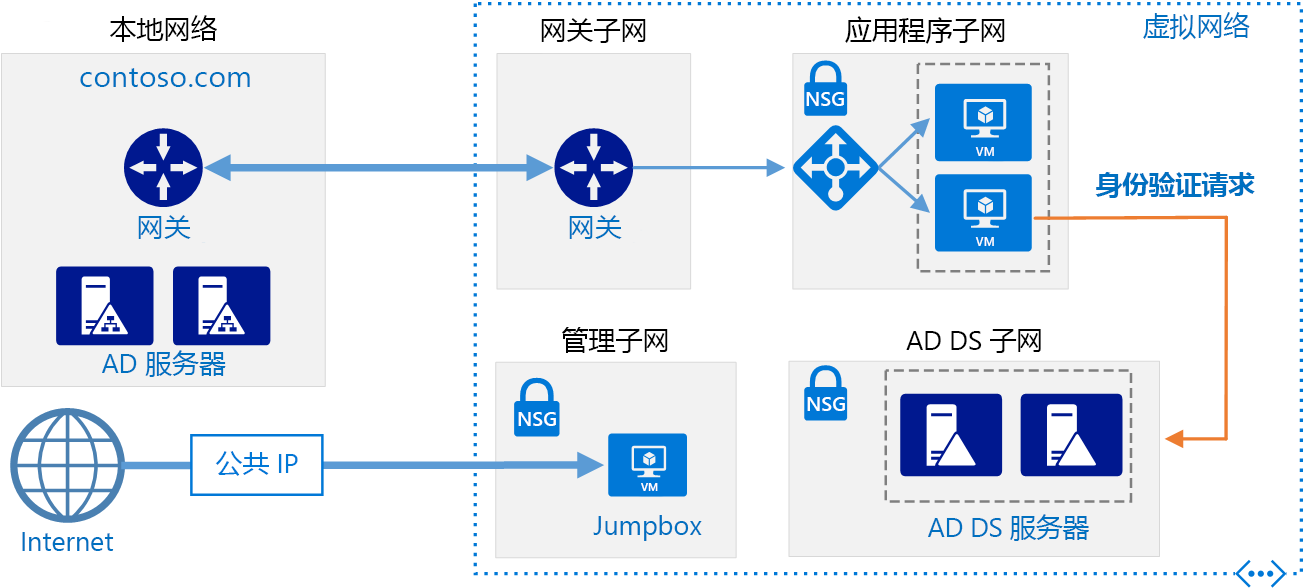 本地网络
网关子网
应用程序子网
虚拟网络
contoso.com
NSG
VM
网关
网关
VM
身份验证请求
AD 服务器
管理子网
AD DS 子网
NSG
NSG
公共 IP
VM
Internet
Jumpbox
AD DS 服务器